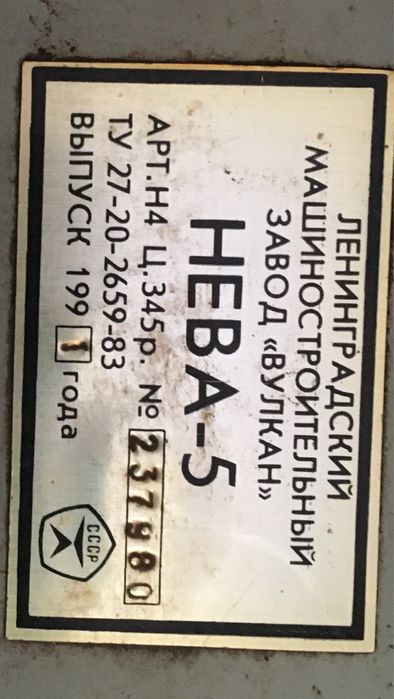 ЛЕНИНГРАДСКИЙ
МАШИНОСТРОИТЕЛЬНЫЙ
ЗАВОД «ВУЛКАН»
НЕВА-5
АРТ.Н4 Ц.345р. № 237980
ТУ 27-20-2659-83
ВЫПУСК 1991 года
СССР